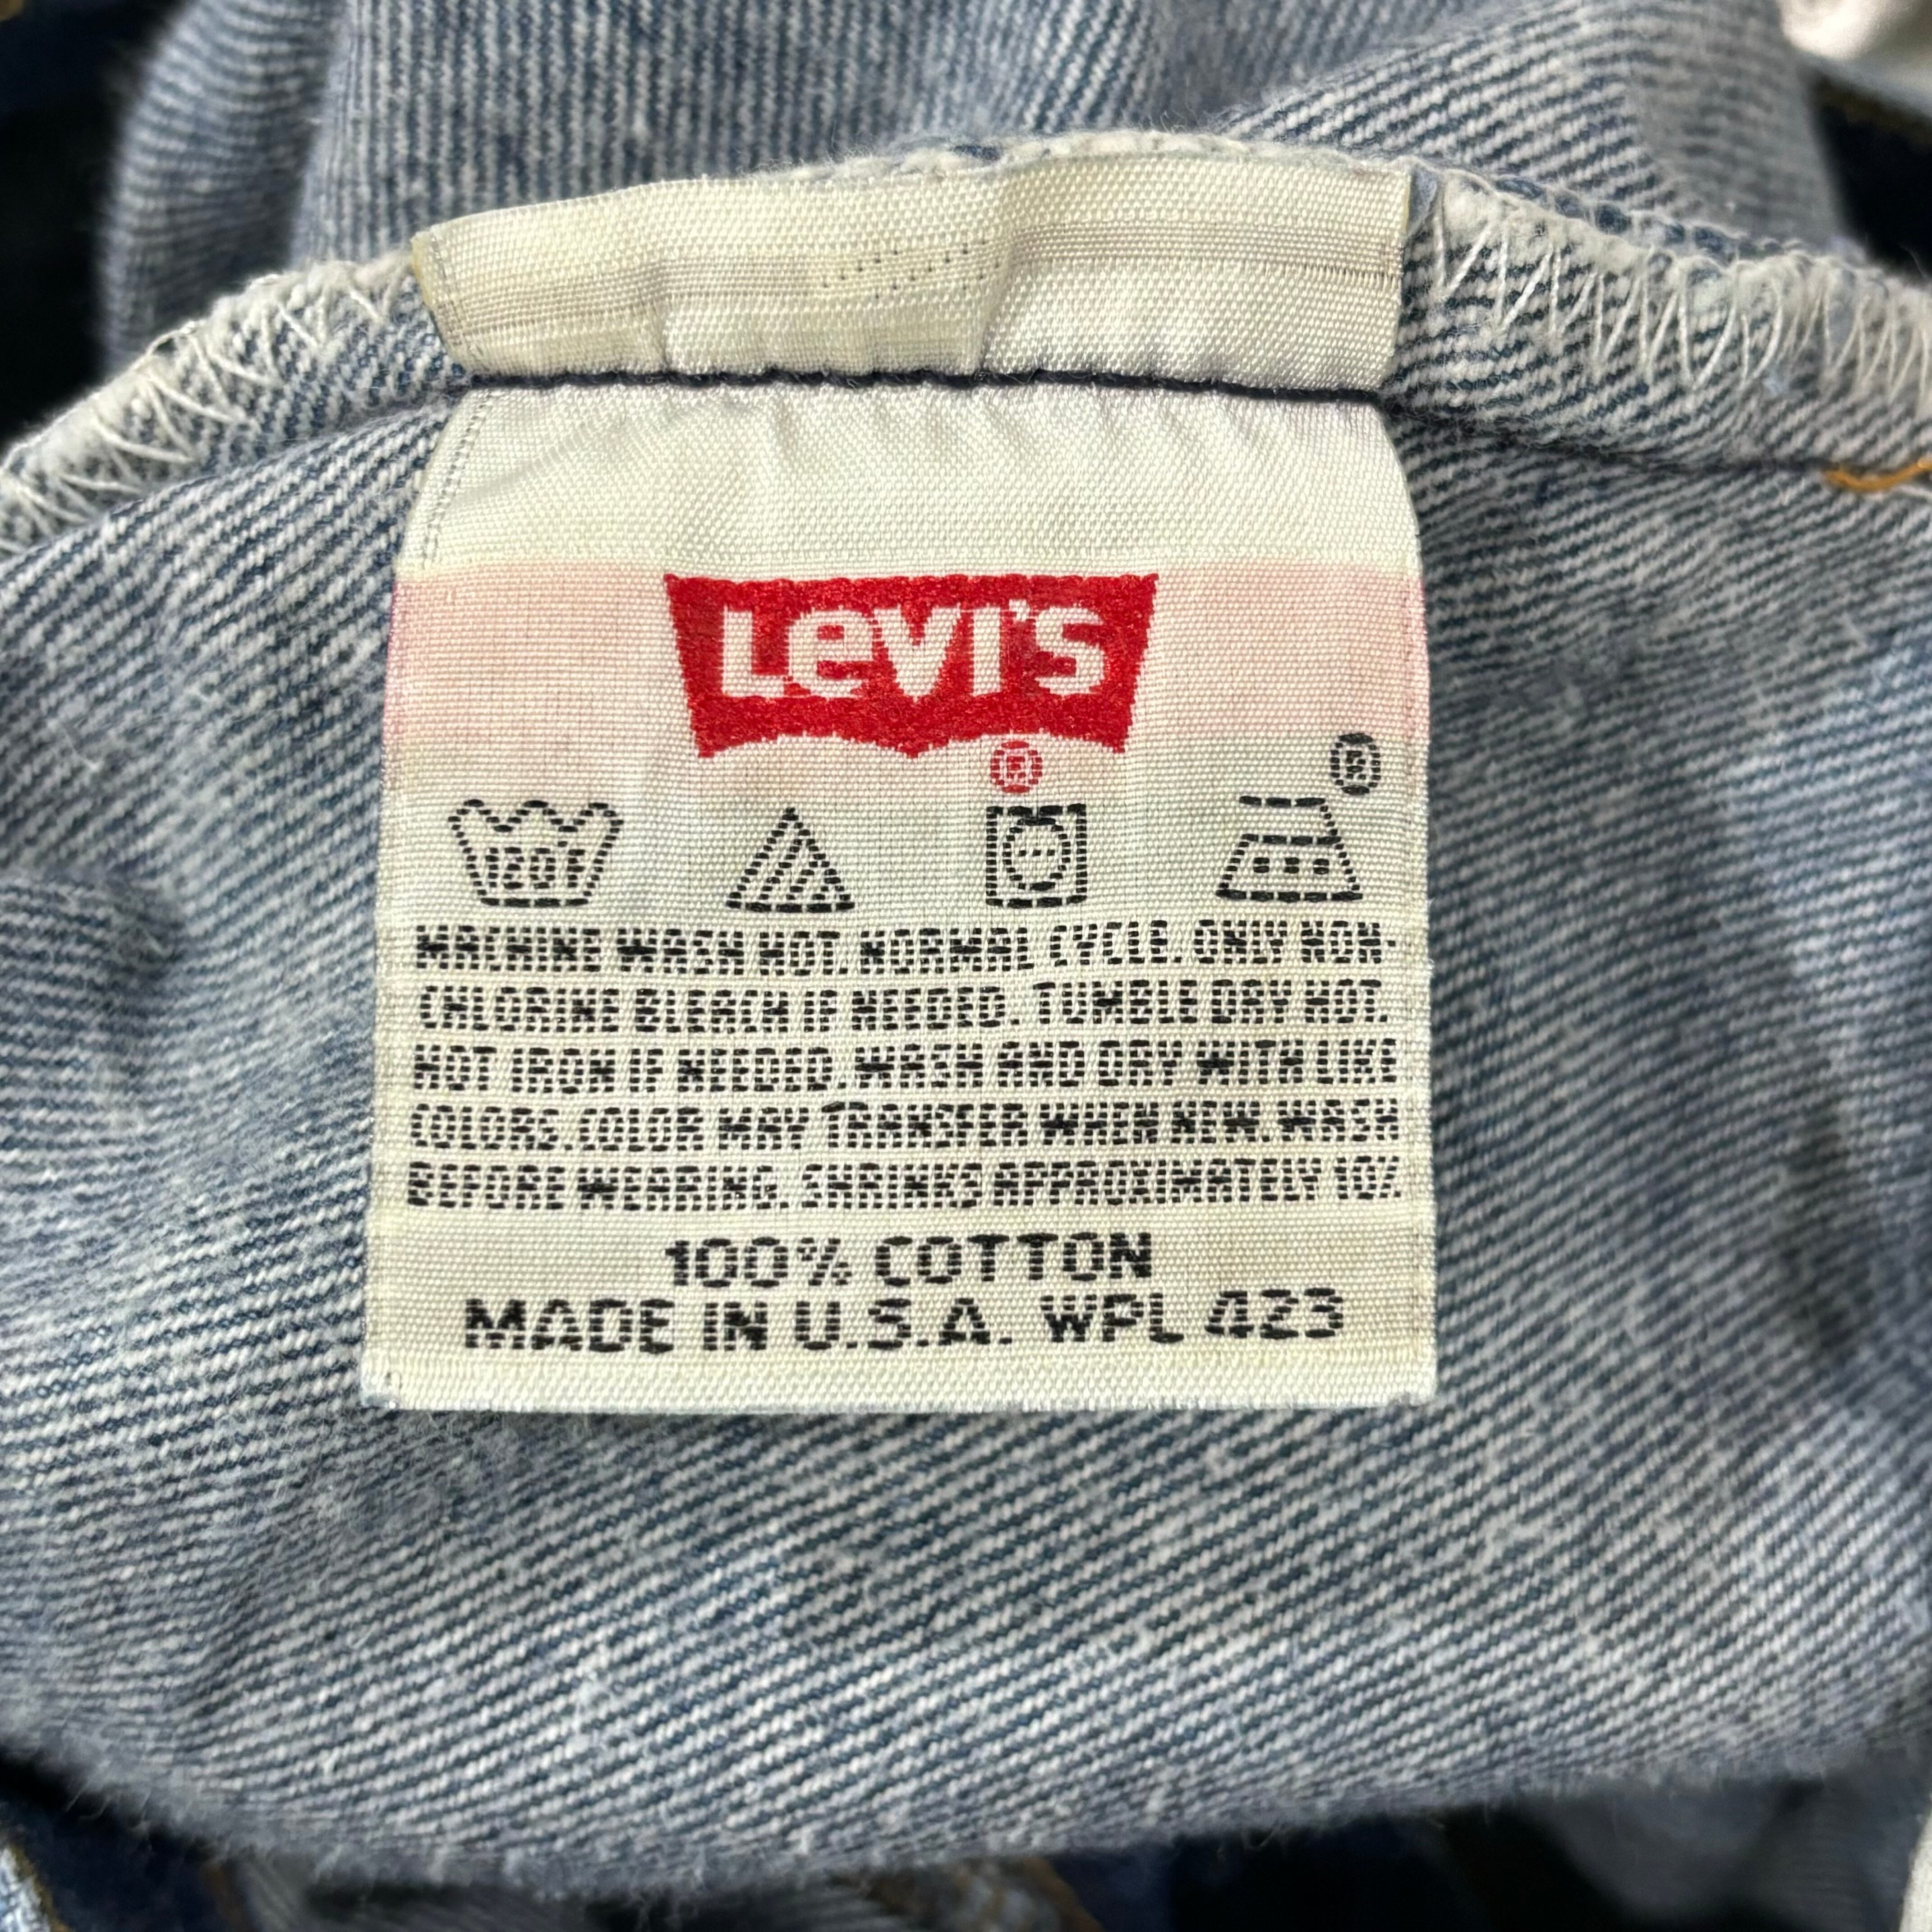 Levi's
®
®
120°F
MACHINE WASH HOT. NORMAL CYCLE. ONLY NON-
CHLORINE BLEACH IF NEEDED. TUMBLE DRY HOT.
HOT IRON IF NEEDED. WASH AND DRY WITH LIKE
COLORS. COLOR MAY TRANSFER WHEN NEW. WASH
BEFORE WEARING. SHRINKS APPROXIMATELY 10%.
100% COTTON
MADE IN U.S.A. WPL 423